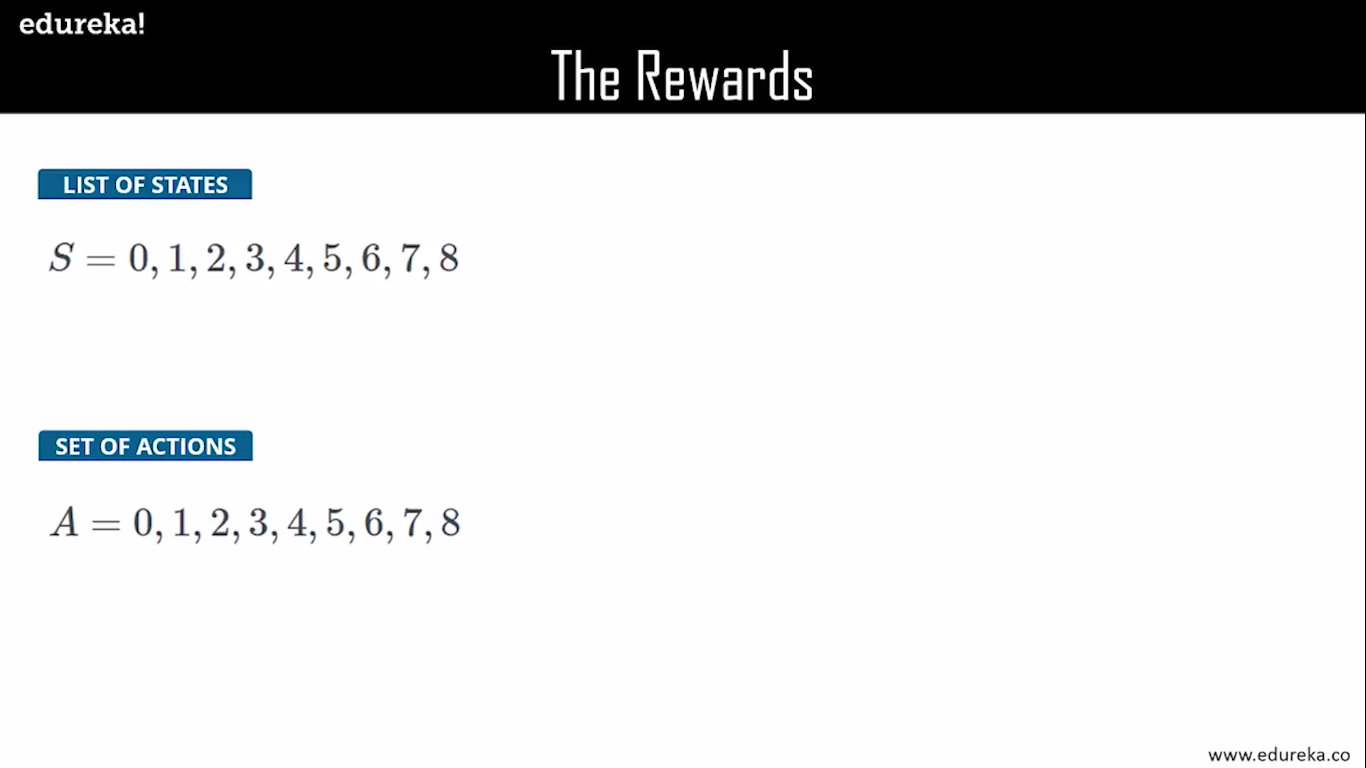 edureka!
The Rewards
LIST OF STATES
S = 0, 1, 2, 3, 4, 5, 6, 7, 8
SET OF ACTIONS
A = 0, 1, 2, 3, 4, 5, 6, 7, 8
www.edureka.co